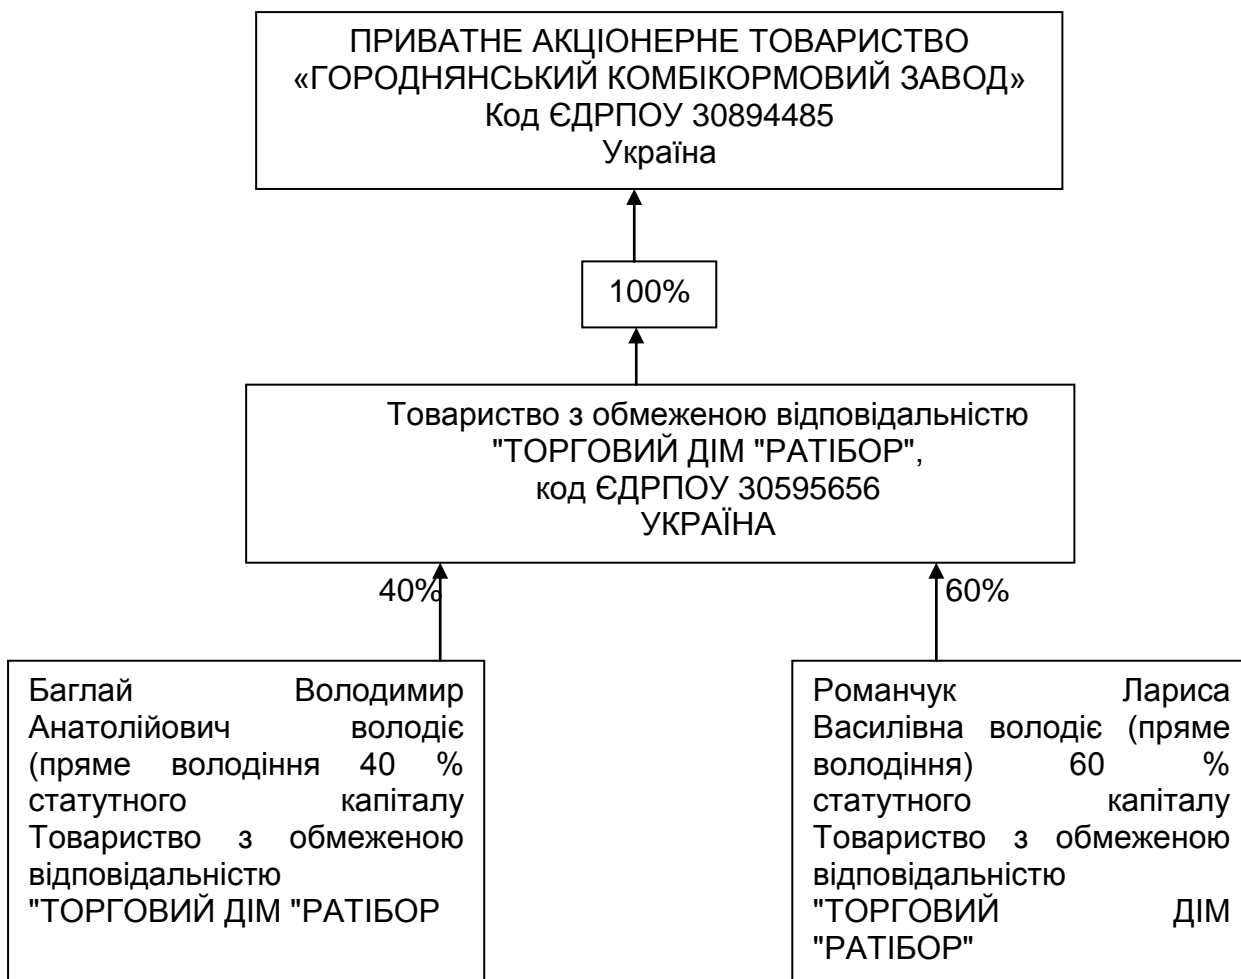 ПРИВАТНЕ АКЦІОНЕРНЕ ТОВАРИСТВО
«ГОРОДНЯНСЬКИЙ КОМБІКОРМОВИЙ ЗАВОД»
Код ЄДРПОУ 30894485
Україна
100%
Товариство з обмеженою відповідальністю
"ТОРГОВИЙ ДІМ "РАТІБОР",
код ЄДРПОУ 30595656
УКРАЇНА
40%
60%
Баглай Володимир
Анатолійович володіє
(пряме володіння 40 %
статутного капіталу
Товариство з обмеженою
відповідальністю
"ТОРГОВИЙ ДІМ "РАТІБОР
Романчук Лариса
Василівна володіє (пряме
володіння) 60 %
статутного капіталу
Товариство з обмеженою
відповідальністю
"ТОРГОВИЙ ДІМ
"РАТІБОР"